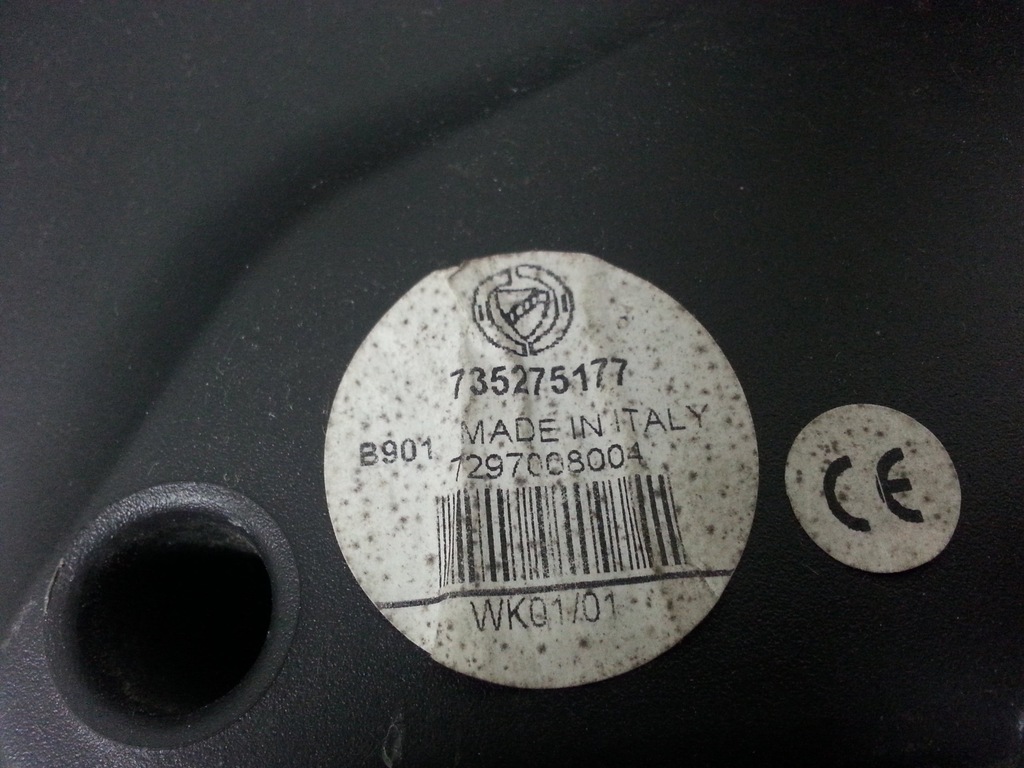 735275177
B901 MADE IN ITALY
7297008004
WK01/01
CE